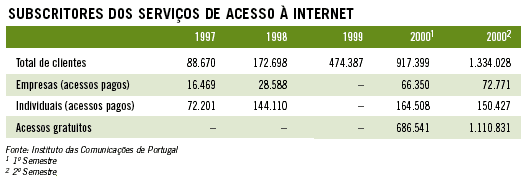 SUBSCRITORES DOS SERVIÇOS DE ACESSO À INTERNET
1997 1998 1999 2000¹ 2000²
Total de clientes 88.670 172.698 474.387 917.399 1.334.028
Empresas (acessos pagos) 16.469 28.588 – 66.350 72.771
Individuais (acessos pagos) 72.201 144.110 – 164.508 150.427
Acessos gratuitos – – – 686.541 1.110.831
Fonte: Instituto das Comunicações de Portugal
¹ 1º Semestre
² 2º Semestre